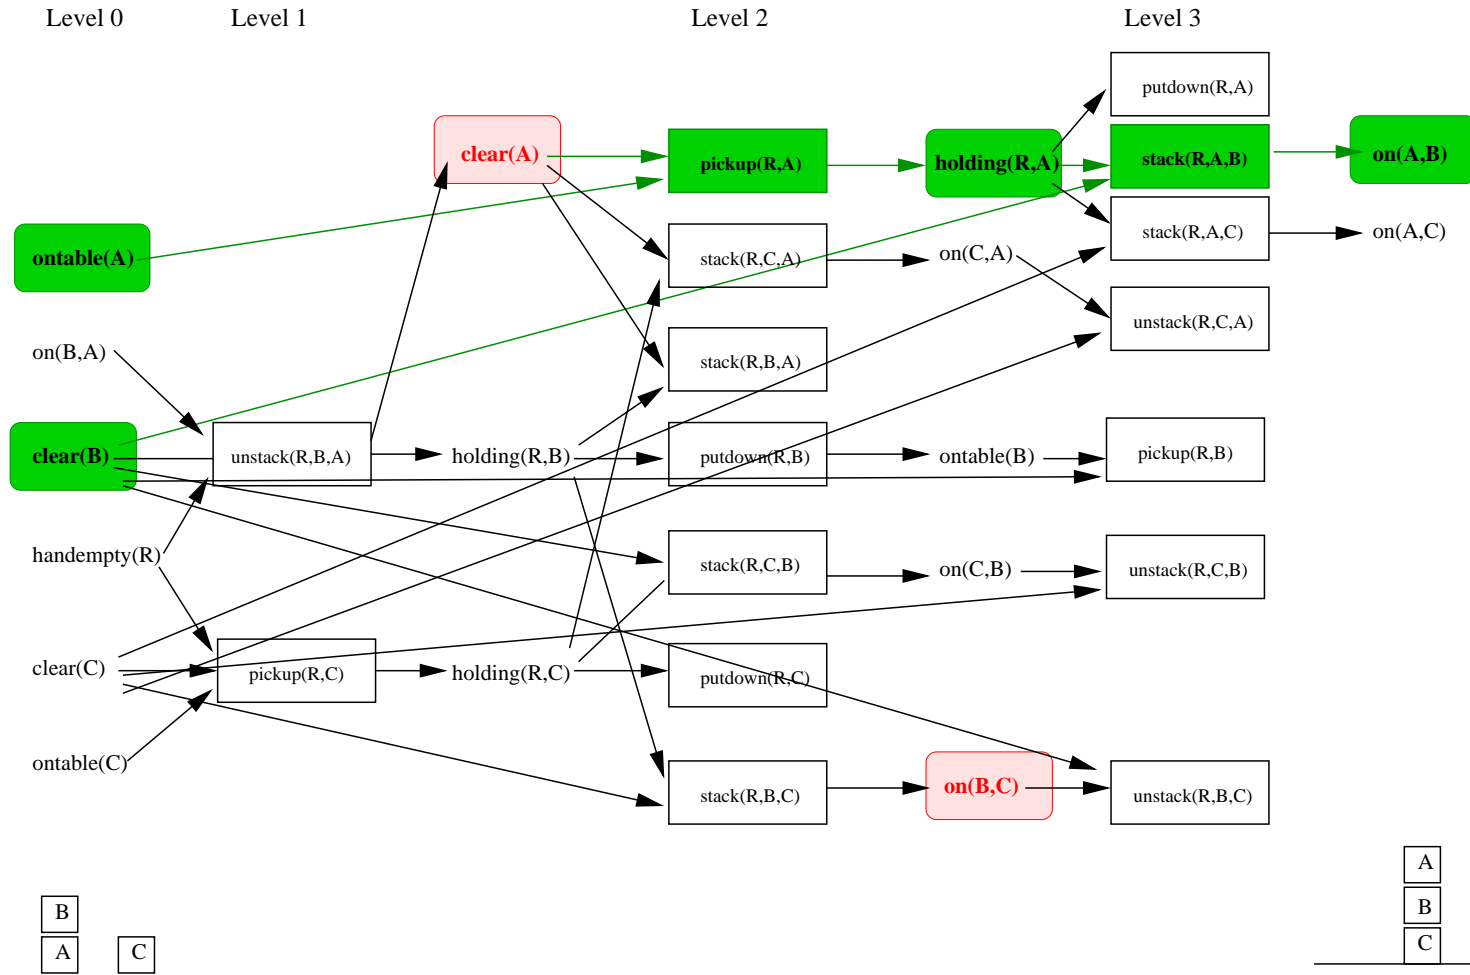 Level 0
Level 1
Level 2
Level 3
putdown(R,A)
clear(A)
pickup(R,A)
holding(R,A)
stack(R,A,B)
on(A,B)
ontable(A)
stack(R,C,A)
on(C,A)
stack(R,A,C)
on(A,C)
on(B,A)
stack(R,B,A)
unstack(R,C,A)
clear(B)
unstack(R,B,A)
holding(R,B)
putdown(R,B)
ontable(B)
pickup(R,B)
handempty(R)
stack(R,C,B)
on(C,B)
unstack(R,C,B)
clear(C)
pickup(R,C)
holding(R,C)
putdown(R,C)
ontable(C)
stack(R,B,C)
on(B,C)
unstack(R,B,C)
B
A
C
A
B
C